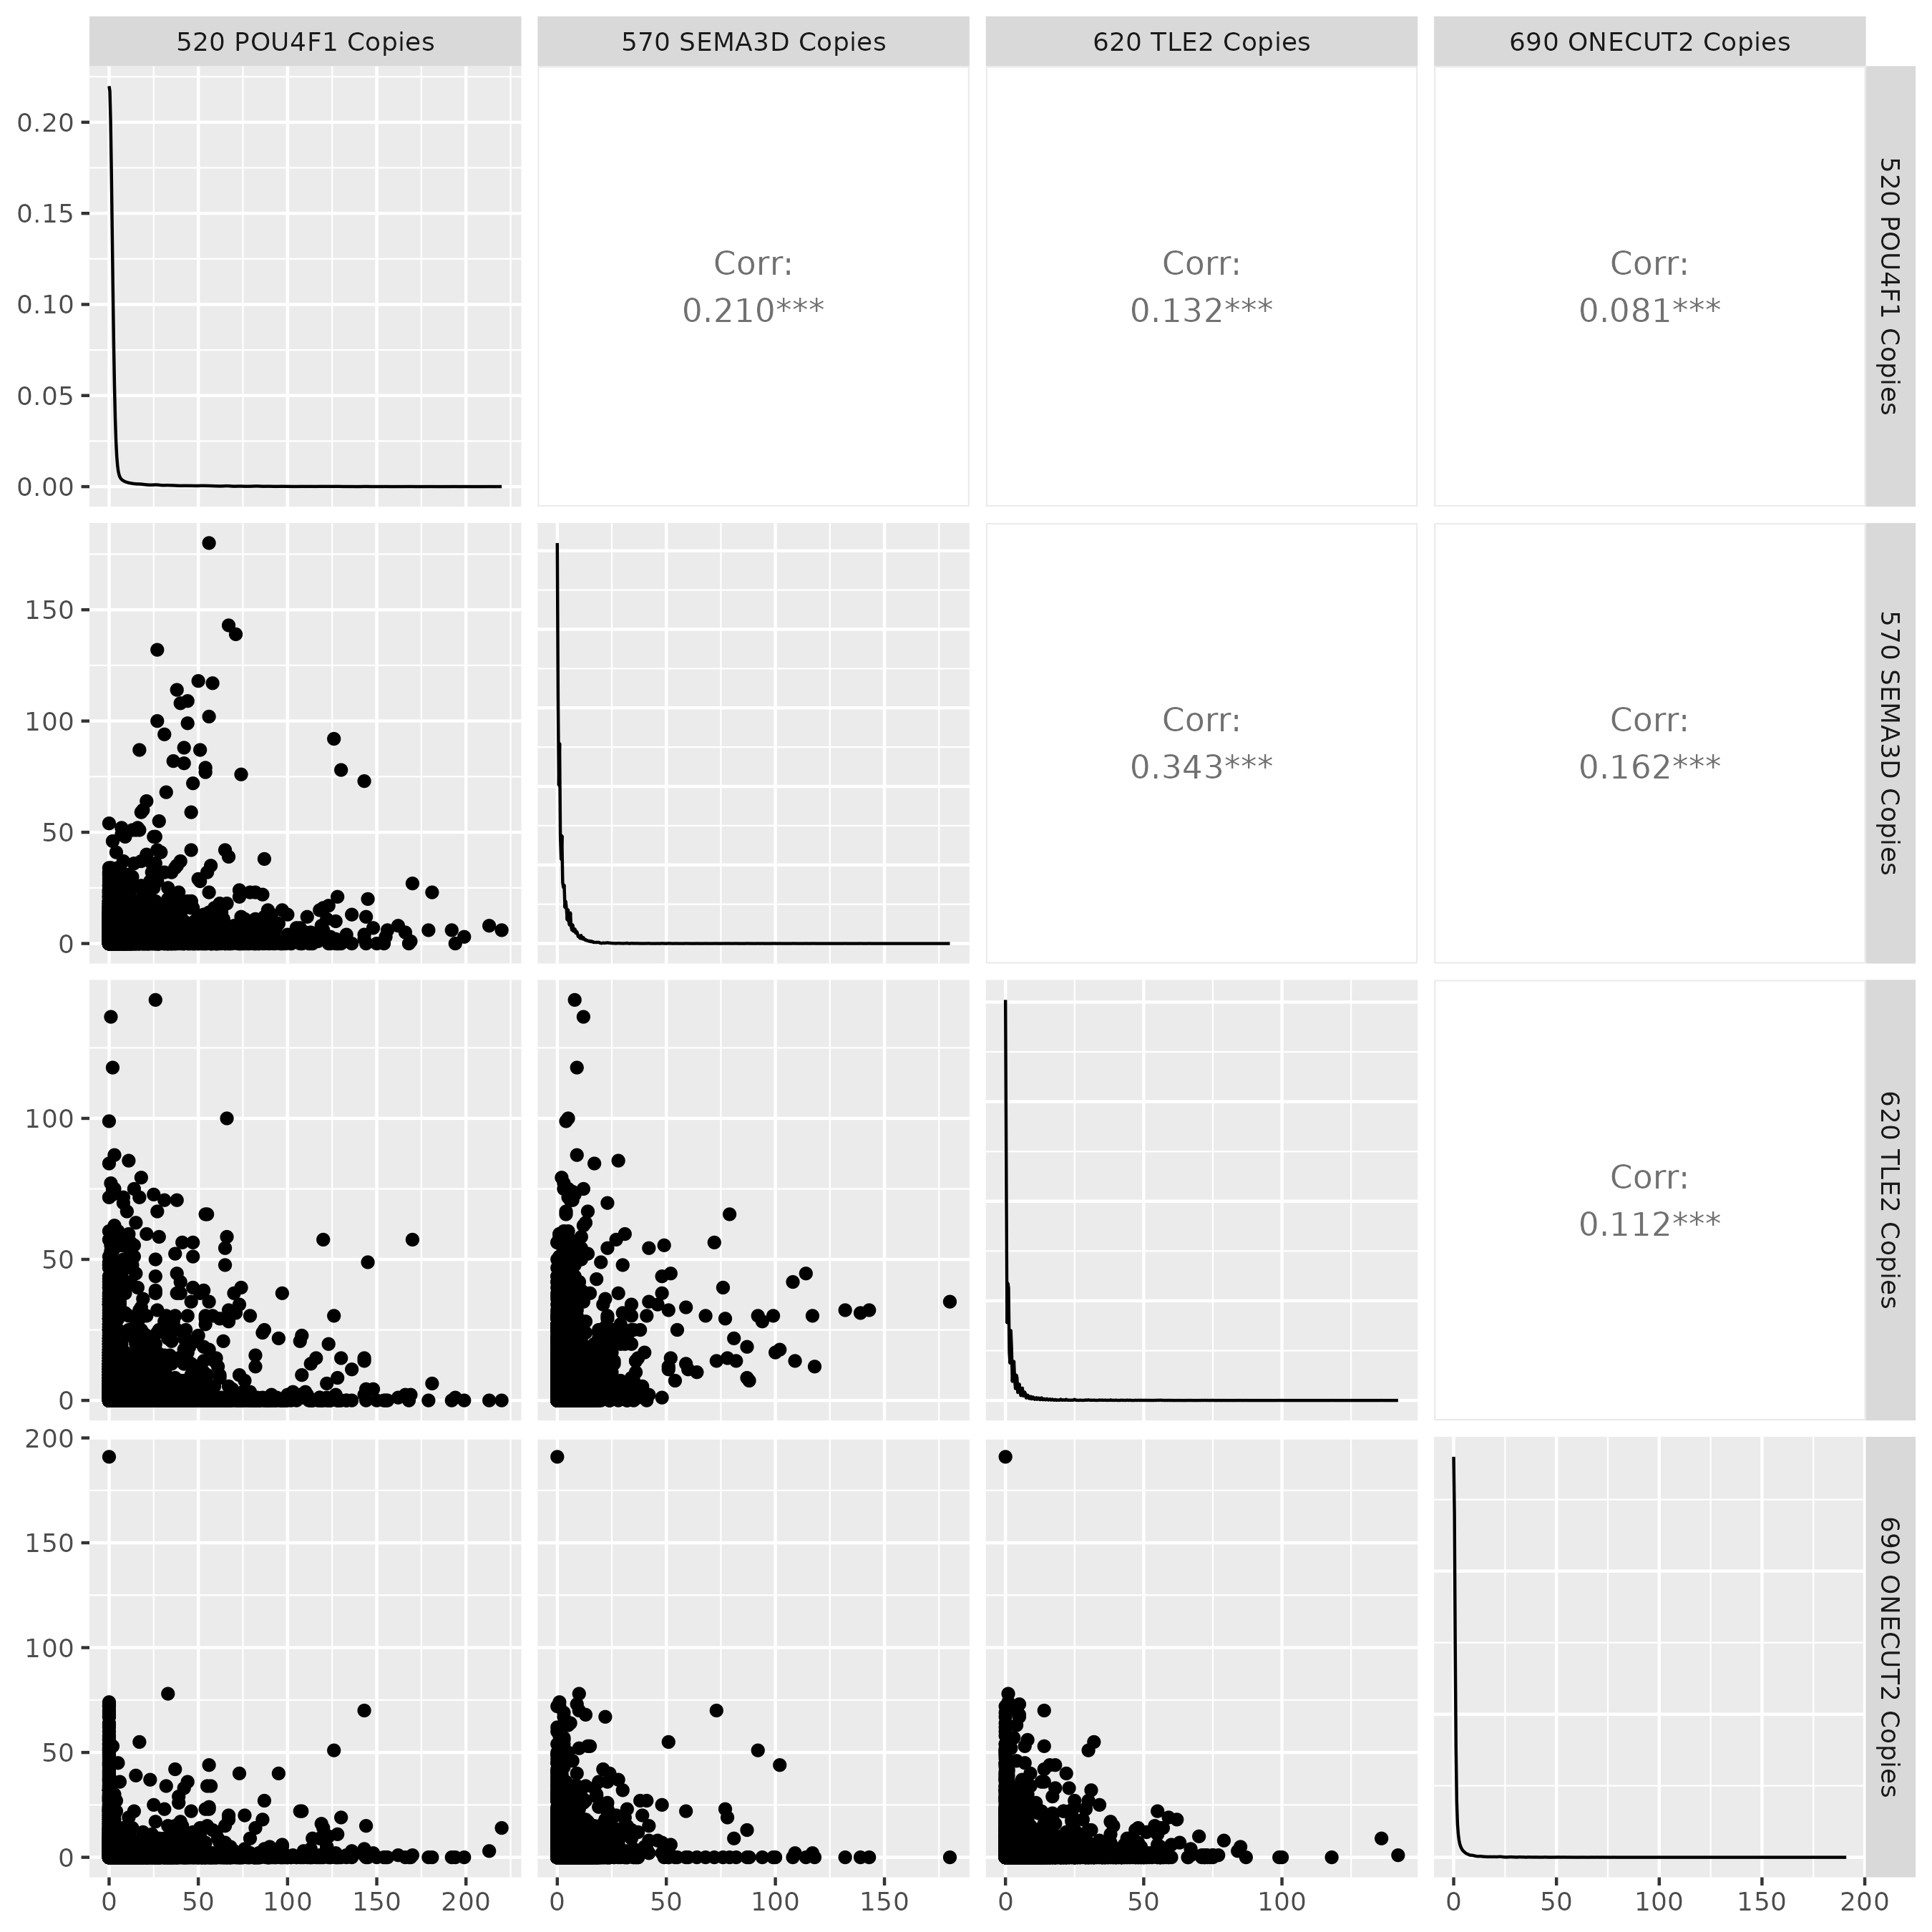 520 POU4F1 Copies
570 SEMA3D Copies
620 TLE2 Copies
690 ONECUT2 Copies
0.20
0.15
0.10
0.05
0.00
Corr:
0.210***
Corr:
0.132***
Corr:
0.081***
520 POU4F1 Copies
150
100
50
0
Corr:
0.343***
Corr:
0.162***
570 SEMA3D Copies
100
50
0
Corr:
0.112***
620 TLE2 Copies
200
150
100
50
0
690 ONECUT2 Copies
0 50 100 150 200
0 50 100 150
0 50 100
0 50 100 150 200